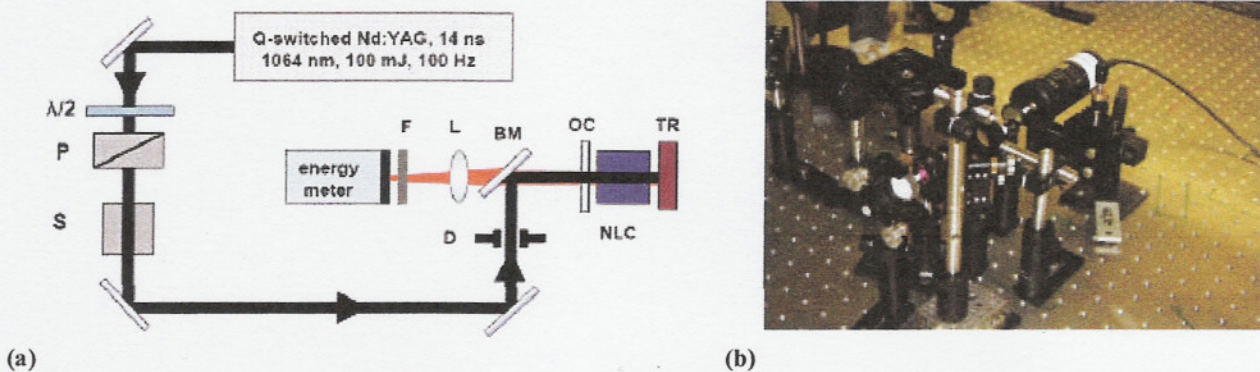 Q-switched Nd:YAG, 14 ns
1064 nm, 100 mJ, 100 Hz
λ/2
P
S
F
L
BM
OC
TR
energy
meter
D
NLC
(a)
(b)